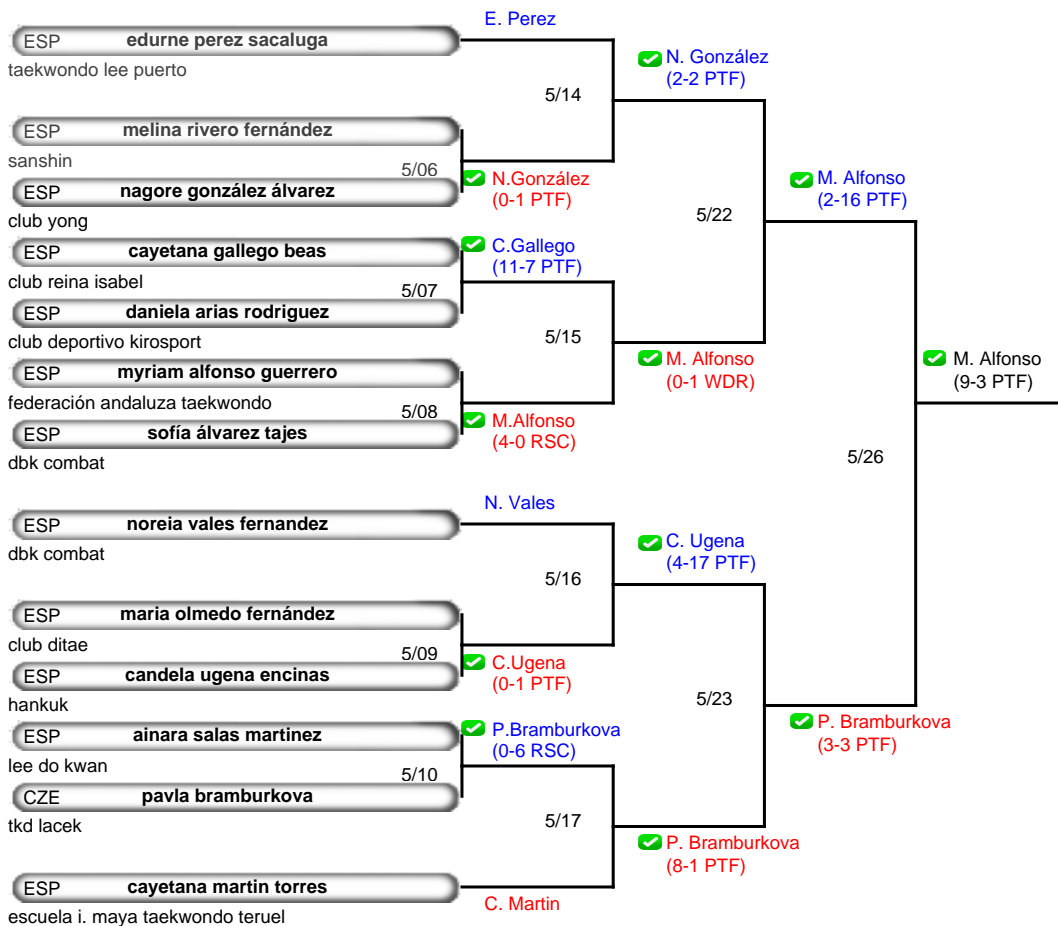 E. Perez
ESP edurne perez sacaluga
taekwondo lee puerto
N. González
(2-2 PTF)
5/14
ESP melina rivero fernández
sanshin
5/06
N.González
(0-1 PTF)
ESP nagore gonzález álvarez
club yong
M. Alfonso
(2-16 PTF)
5/22
ESP cayetana gallego beas
club reina isabel
C.Gallego
(11-7 PTF)
5/07
ESP daniela arias rodriguez
club deportivo kirosport
5/15
M. Alfonso
(0-1 WDR)
M. Alfonso
(9-3 PTF)
ESP myriam alfonso guerrero
federación andaluza taekwondo
5/08
M.Alfonso
(4-0 RSC)
ESP sofía álvarez tajes
dbk combat
5/26
N. Vales
ESP noreia vales fernandez
dbk combat
C. Ugena
(4-17 PTF)
5/16
ESP maria olmedo fernández
club ditae
5/09
C.Ugena
(0-1 PTF)
ESP candela ugena encinas
hankuk
5/23
P. Bramburkova
(3-3 PTF)
ESP ainara salas martinez
lee do kwan
P.Bramburkova
(0-6 RSC)
5/10
CZE pavla bramburkova
tkd lacek
5/17
P. Bramburkova
(8-1 PTF)
ESP cayetana martin torres
C. Martin
escuela i. maya taekwondo teruel